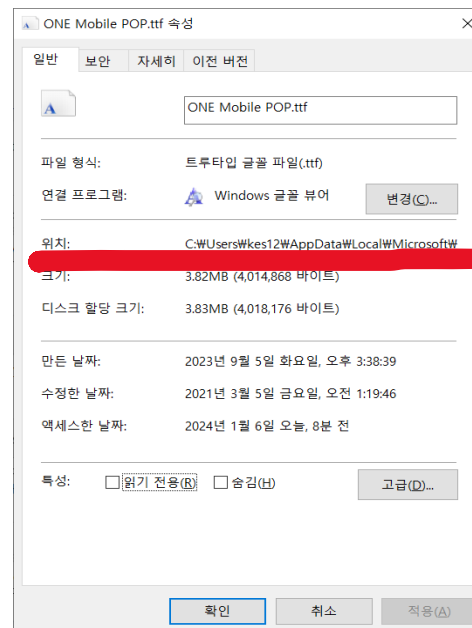 ONE Mobile POP.ttf 속성
일반 보안 자세히 이전 버전
ONE Mobile POP.ttf
파일 형식: 트루타입 글꼴 파일(.ttf)
연결 프로그램: Windows 글꼴 뷰어 변경(C)...
위치: C:₩Users₩kes12₩AppData₩Local₩Microsoft₩
크기: 3.82MB (4,014,868 바이트)
디스크 할당 크기: 3.83MB (4,018,176 바이트)
만든 날짜: 2023년 9월 5일 화요일, 오후 3:38:39
수정한 날짜: 2021년 3월 5일 금요일, 오전 1:19:46
액세스한 날짜: 2024년 1월 6일 오늘, 8분 전
특성: 읽기 전용(R) 숨김(H) 고급(D)...
확인 취소 적용(A)